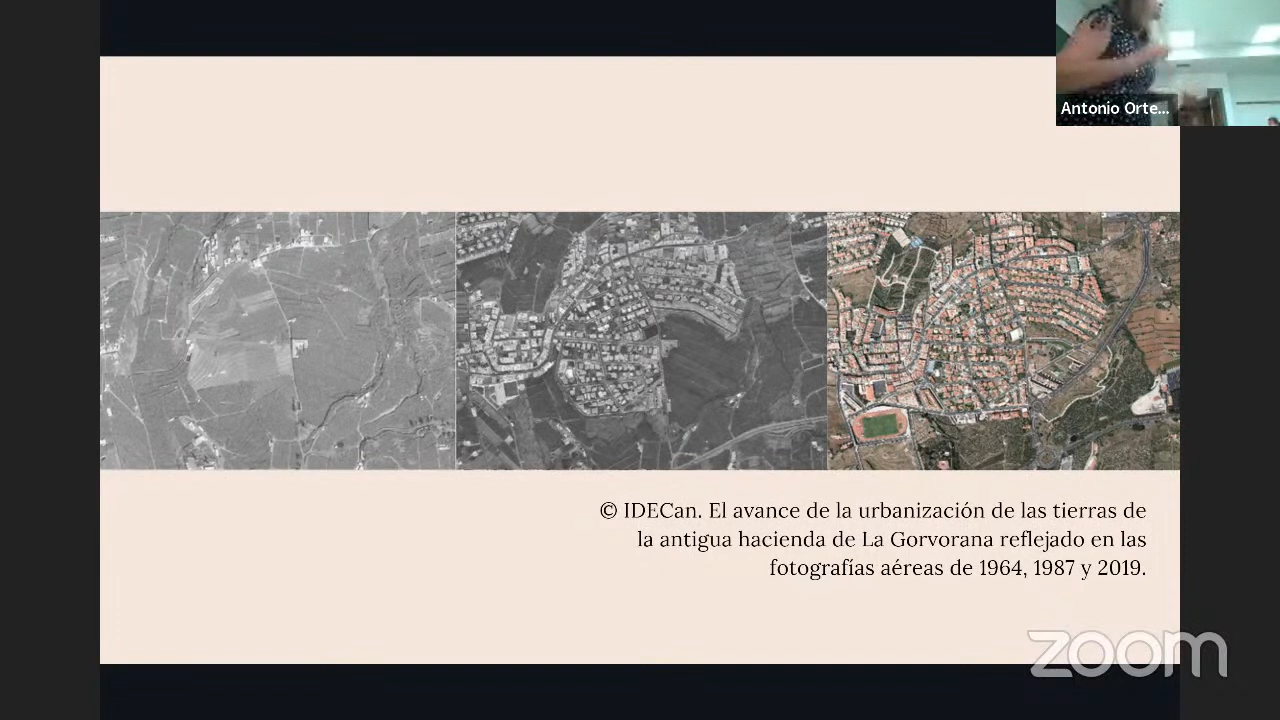 Antonio Orte...
© IDECan. El avance de la urbanización de las tierras de
la antigua hacienda de La Gorvorana reflejado en las
fotografías aéreas de 1964, 1987 y 2019.
zoom